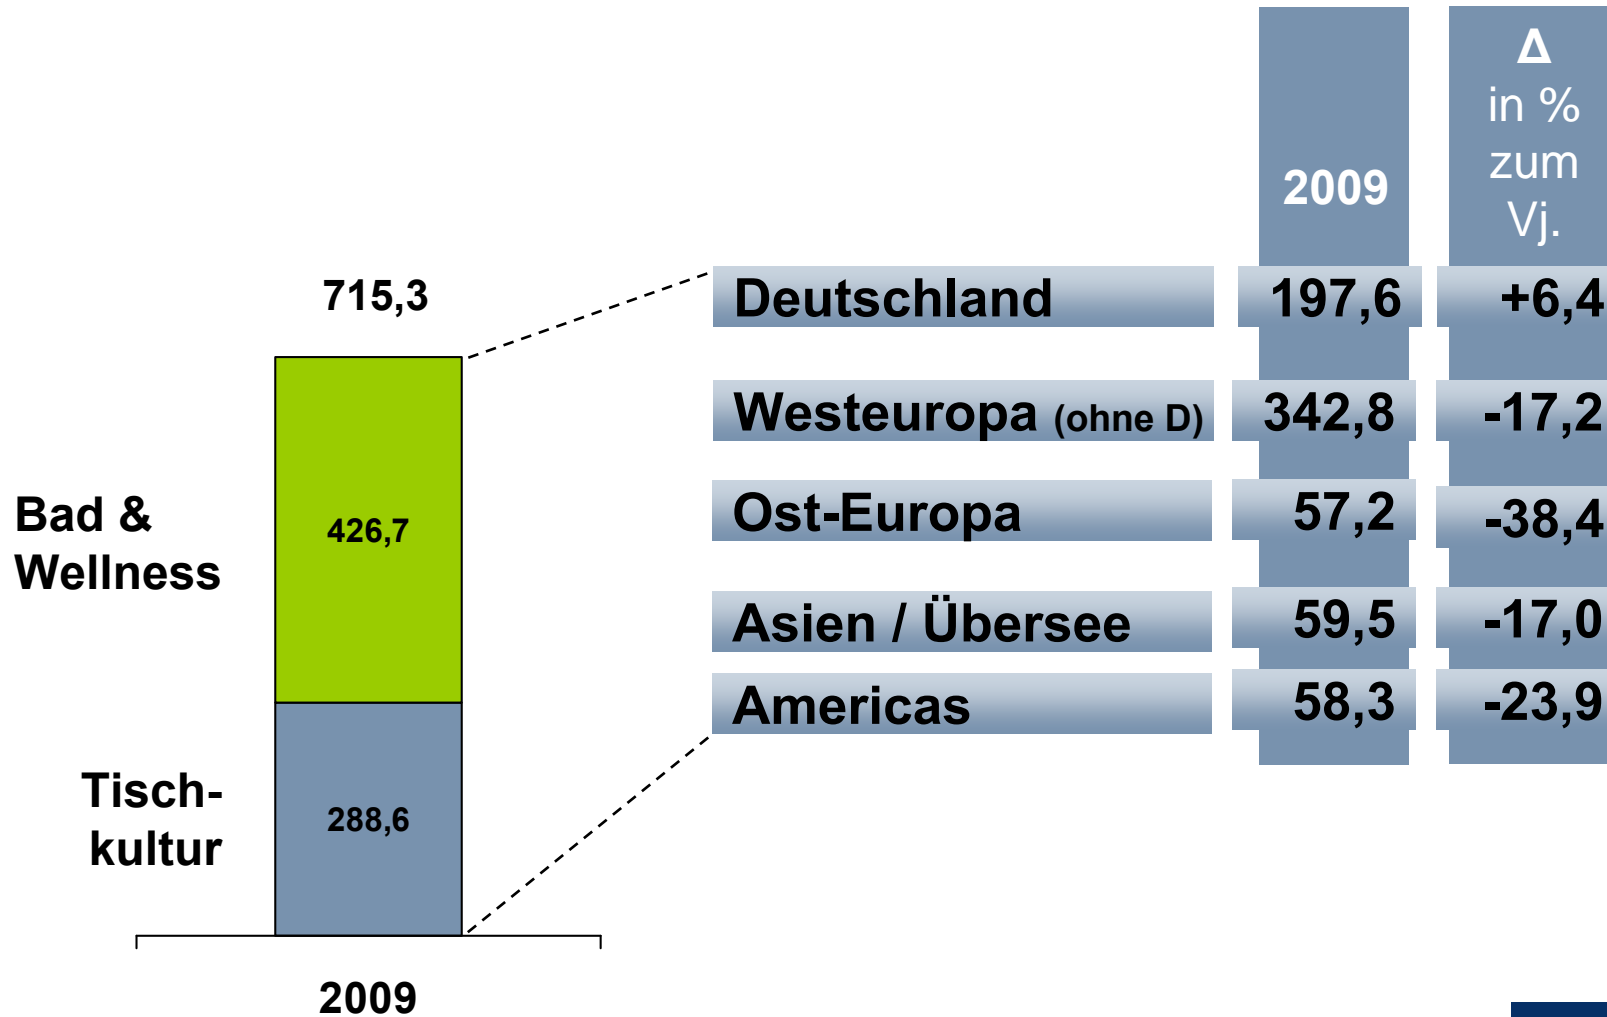 Δ
in %
zum
Vj.
2009
715,3
Deutschland 197,6 +6,4
Westeuropa (ohne D) 342,8 -17,2
Ost-Europa 57,2 -38,4
Asien / Übersee 59,5 -17,0
Americas 58,3 -23,9
Bad &
Wellness
426,7
Tisch-
kultur
288,6
2009